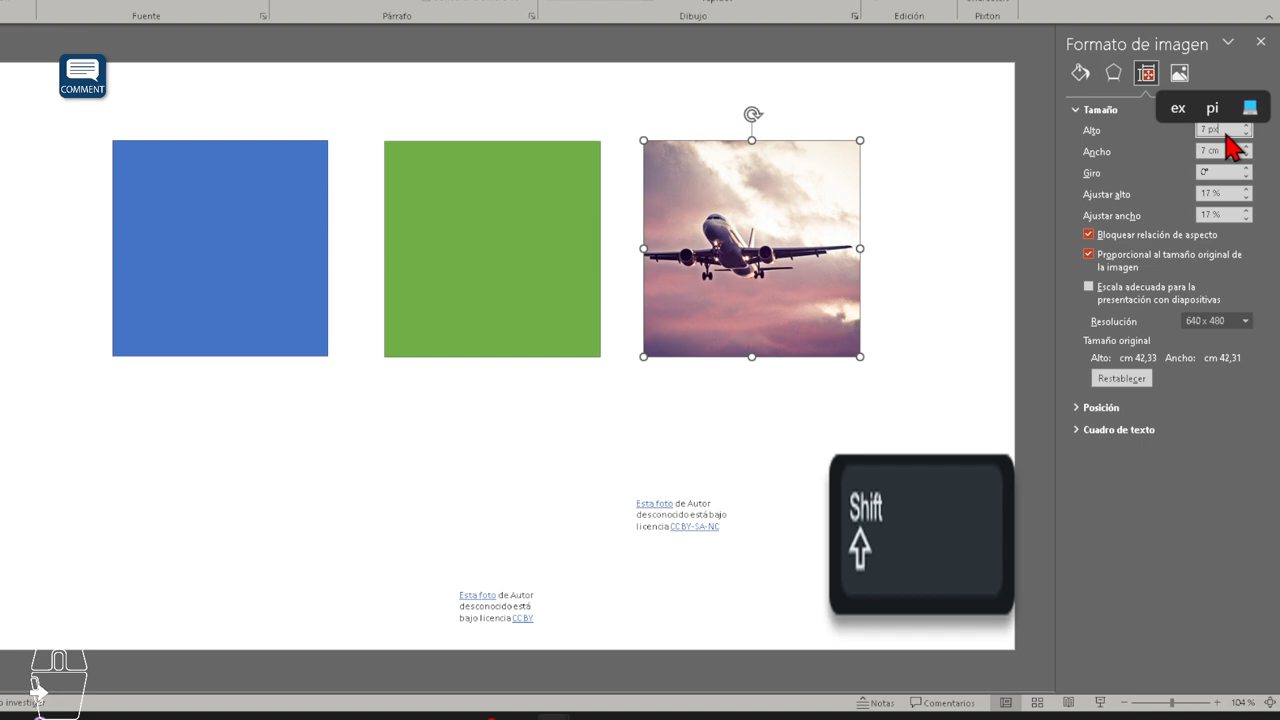 Fuente
Párrafo
Dibujo
Edición
Pixton
COMMENT
Formato de imagen
ex pi
Tamaño
Alto 7 px
Ancho 7 cm
Giro 0°
Ajustar alto 17 %
Ajustar ancho 17 %
Bloquear relación de aspecto
Proporcional al tamaño original de
la imagen
Escala adecuada para la
presentación con diapositivas
Resolución 640 x 480
Tamaño original
Alto: cm 42,33 Ancho: cm 42,31
Restablecer
Posición
Cuadro de texto
Esta foto de Autor
desconocido está bajo
licencia CC BY-SA-NC
Shift
Esta foto de Autor
desconocido está
bajo licencia CC BY
o investigar
Notas
Comentarios
104 %